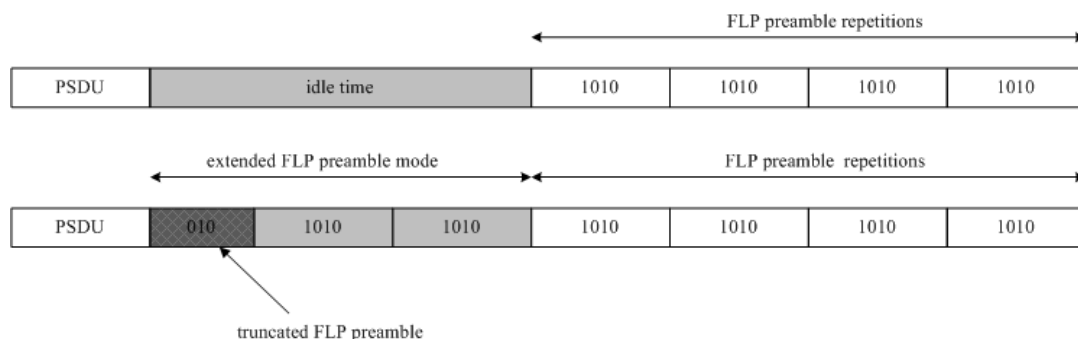 FLP preamble repetitions
PSDU idle time 1010 1010 1010 1010
extended FLP preamble mode FLP preamble repetitions
PSDU 010 1010 1010 1010 1010 1010 1010
truncated FLP preamble